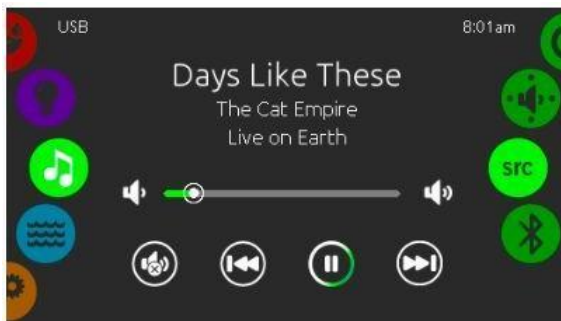 USB
8:01am
Days Like These
The Cat Empire
Live on Earth
src